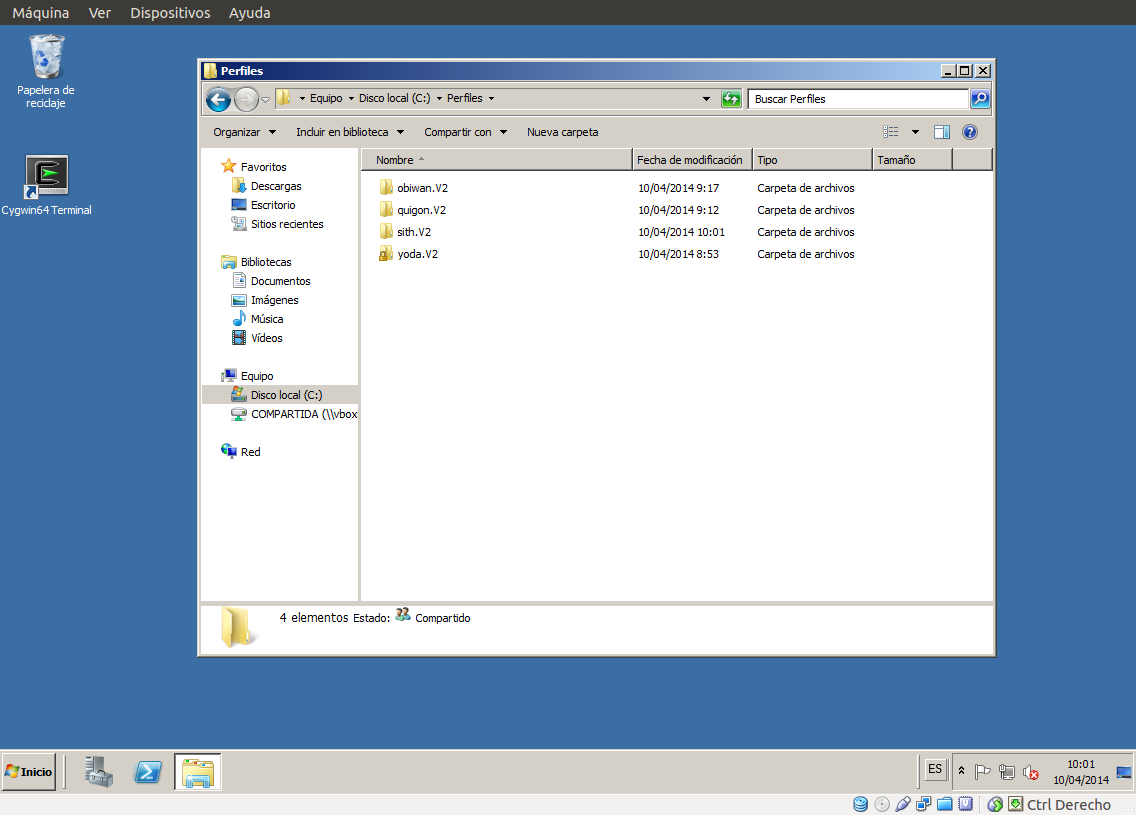 Máquina Ver Dispositivos Ayuda
Papelera de
reciclaje
Cygwin64 Terminal
Perfiles
Equipo Disco local (C:) Perfiles
Buscar Perfiles
Organizar Incluir en biblioteca Compartir con Nueva carpeta
Favoritos
Descargas
Escritorio
Sitios recientes
Bibliotecas
Documentos
Imágenes
Música
Vídeos
Equipo
Disco local (C:)
COMPARTIDA (\\vbox
Red
Nombre Fecha de modificación Tipo Tamaño
obiwan.V2 10/04/2014 9:17 Carpeta de archivos
quigon.V2 10/04/2014 9:12 Carpeta de archivos
sith.V2 10/04/2014 10:01 Carpeta de archivos
yoda.V2 10/04/2014 8:53 Carpeta de archivos
4 elementos Estado: Compartido
Inicio
ES
10:01
10/04/2014
Ctrl Derecho